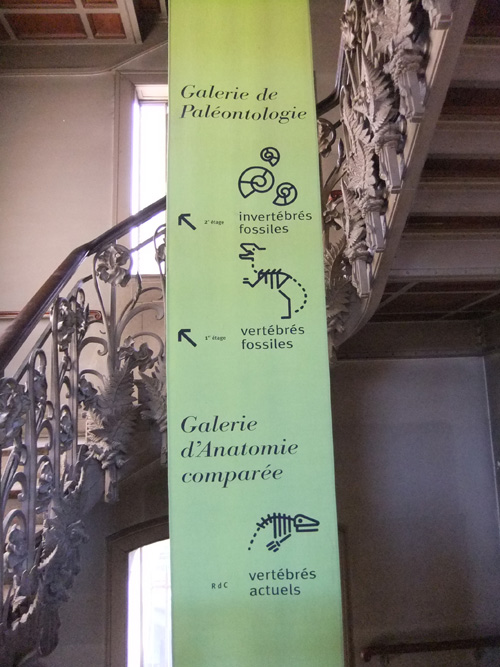 Galerie de
Paléontologie
2e étage
invertébrés
fossiles
1er étage
vertébrés
fossiles
Galerie
d'Anatomie
comparée
RdC
vertébrés
actuels